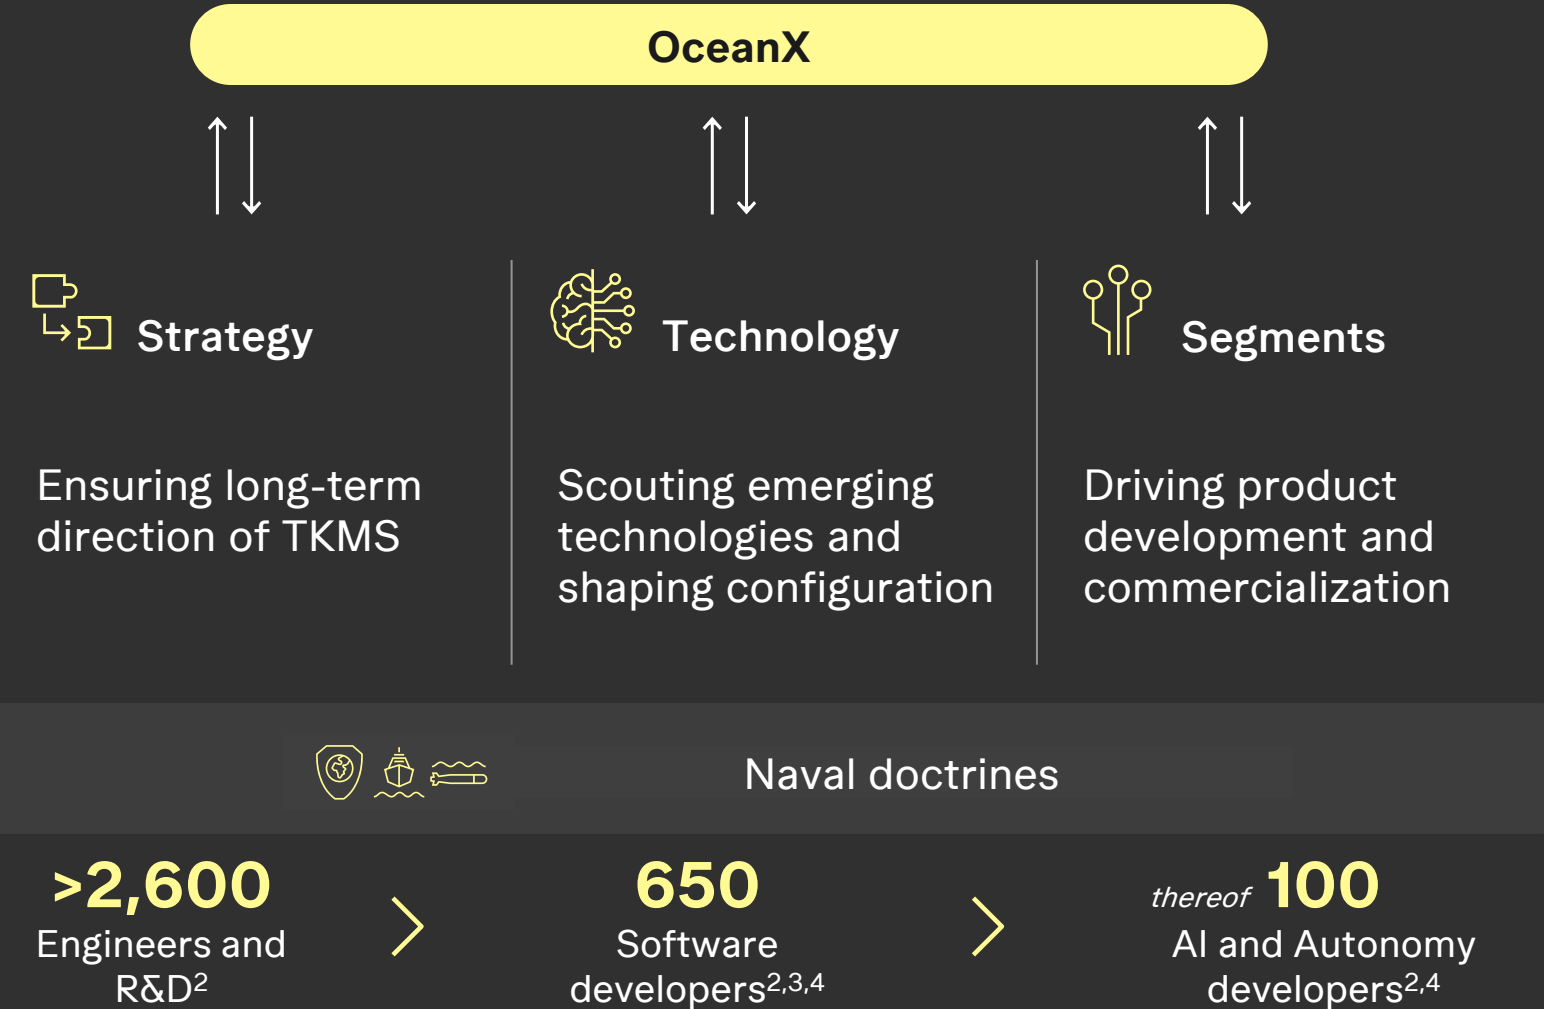 OceanX
Strategy
Technology
Segments
Ensuring long-term
direction of TKMS
Scouting emerging
technologies and
shaping configuration
Driving product
development and
commercialization
Naval doctrines
>2,600
Engineers and
R&D2
650
Software
developers2,3,4
thereof 100
AI and Autonomy
developers2,4